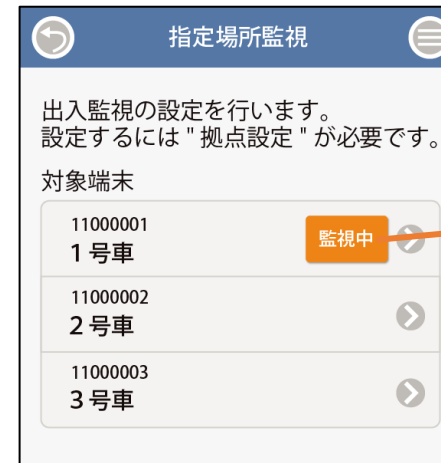 指定場所監視
出入監視の設定を行います。
設定するには"拠点設定"が必要です。
対象端末
11000001
1号車
監視中
11000002
2号車
11000003
3号車